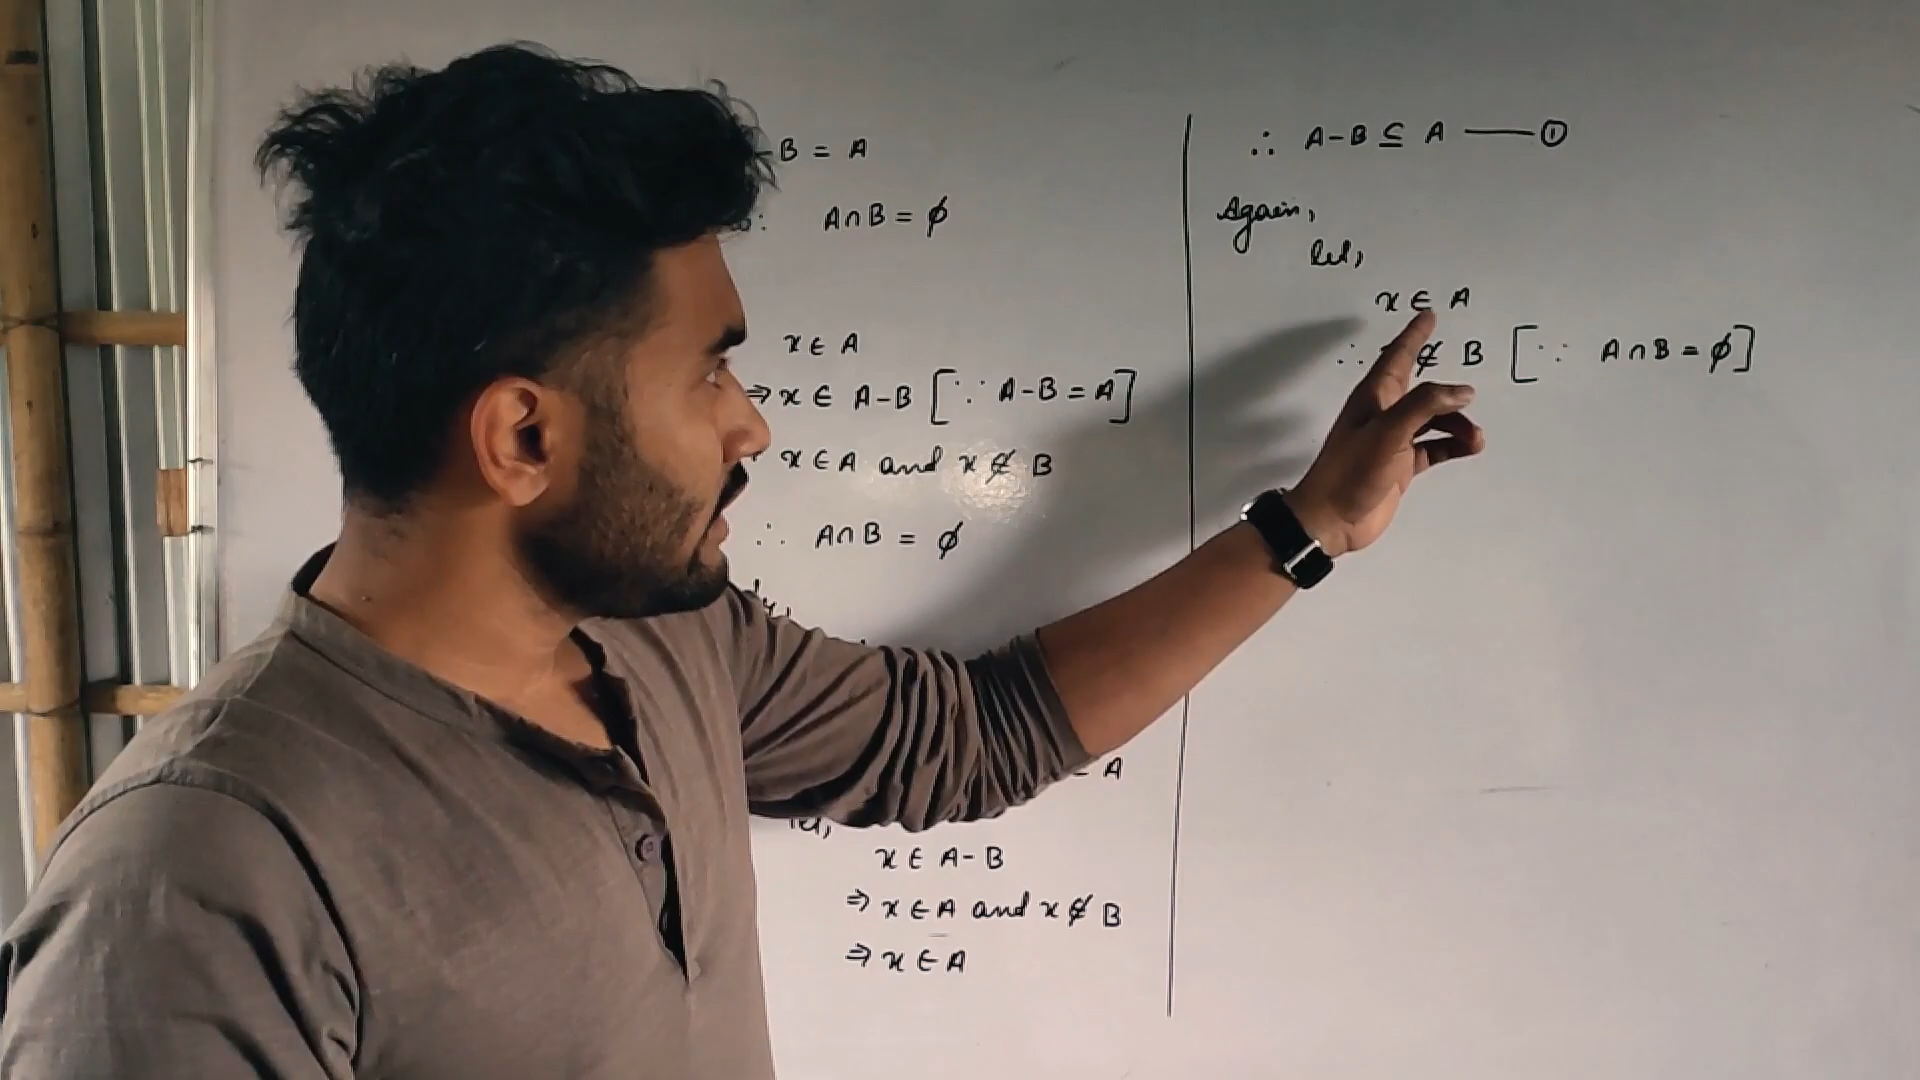 - B = A
A ∩ B = ϕ
x ∈ A
⇒ x ∈ A - B [∵ A - B = A]
x ∈ A and x ∉ B
∴ A ∩ B = ϕ
= A
x ∈ A - B
⇒ x ∈ A and x ∉ B
⇒ x ∈ A
∴ A - B ⊆ A —— ①
Again,
let,
x ∈ A
∴ ∉ B [∵ A ∩ B = ϕ]